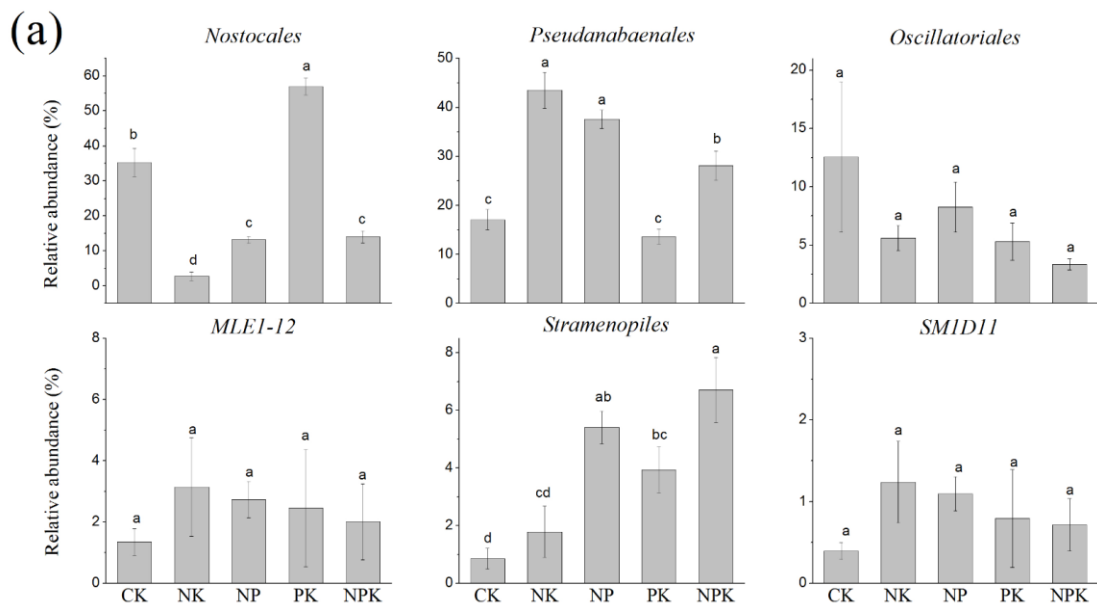 (a)
Nostocales
Pseudanabaenales
Oscillatoriales
Relative abundance (%)
60
50
40
30
20
10
0
b
d
c
a
c
50
40
30
20
10
0
c
a
a
c
b
20
15
10
5
0
a
a
a
a
a
MLE1-12
Stramenopiles
SM1D11
Relative abundance (%)
8
6
4
2
0
a
a
a
a
a
CK NK NP PK NPK
8
6
4
2
0
d
cd
ab
bc
a
CK NK NP PK NPK
3
2
1
0
a
a
a
a
a
CK NK NP PK NPK